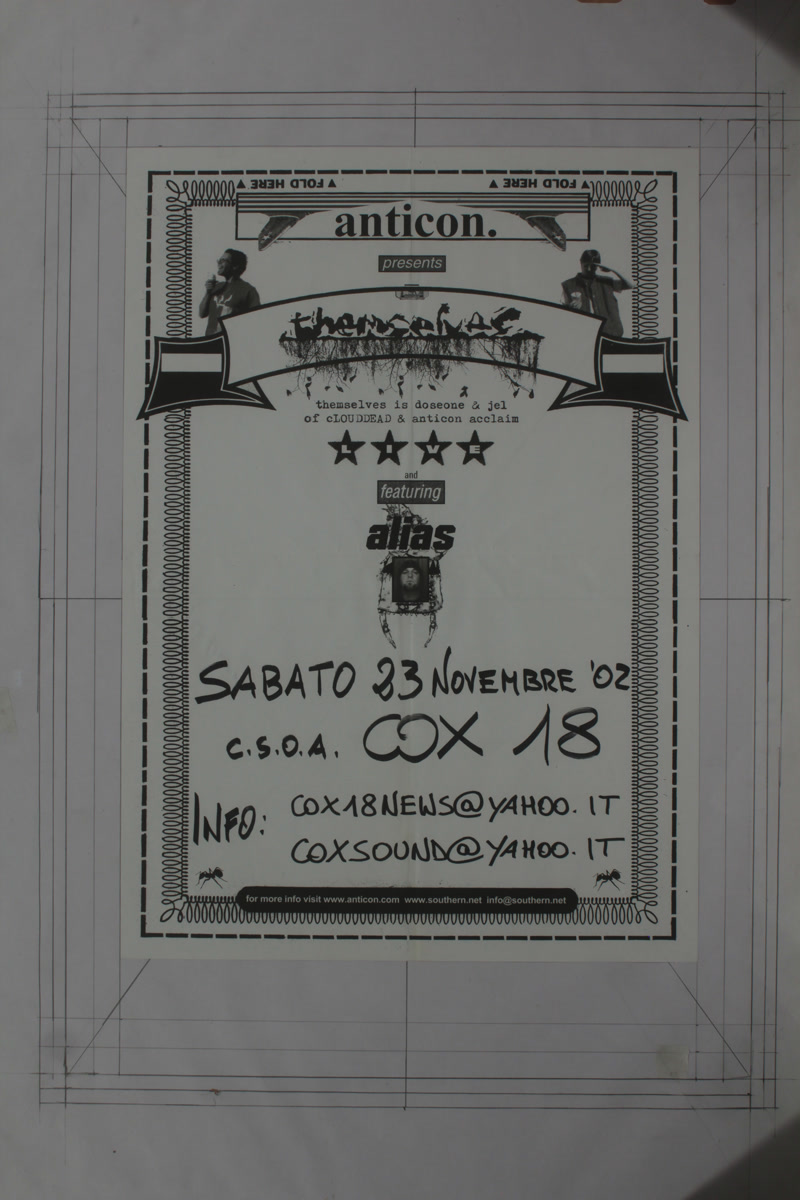 ▲ FOLD HERE ▲ ▲ FOLD HERE ▲
anticon.
presents
themselves
themselves is doseone & jel
of cLOUDDEAD & anticon acclaim
LIVE
and
featuring
alias
SABATO 23 NOVEMBRE '02
C.S.O.A. COX 18
INFO: COX18NEWS@YAHOO.IT
COXSOUND@YAHOO.IT
for more info visit www.anticon.com www.southern.net info@southern.net